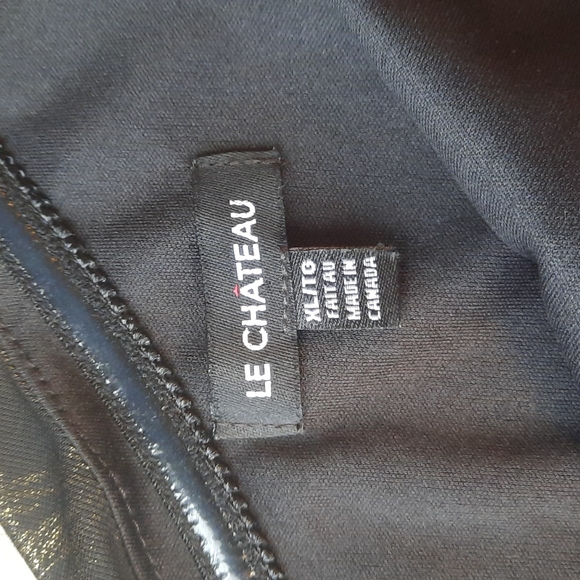 LE CHÂTEAU
XL/TG
FAIT AU
MADE IN
CANADA